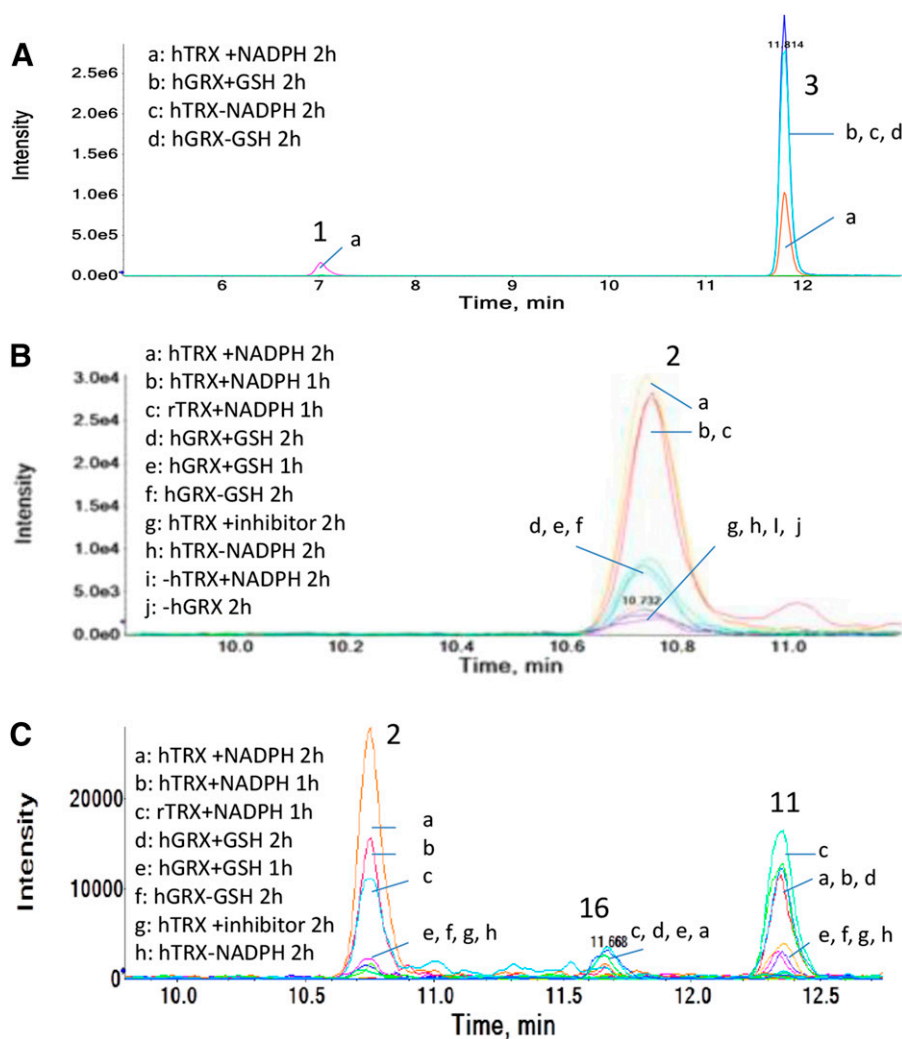 A
a: hTRX +NADPH 2h
b: hGRX+GSH 2h
c: hTRX-NADPH 2h
d: hGRX-GSH 2h
Intensity
2.5e6
2.0e6
1.5e6
1.0e6
5.0e5
0.0e0
1
a
11.814
3
b, c, d
a
6 7 8 9 10 11 12
Time, min
B
a: hTRX +NADPH 2h
b: hTRX+NADPH 1h
c: rTRX+NADPH 1h
d: hGRX+GSH 2h
e: hGRX+GSH 1h
f: hGRX-GSH 2h
g: hTRX +inhibitor 2h
h: hTRX-NADPH 2h
i: -hTRX+NADPH 2h
j: -hGRX 2h
Intensity
3.0e4
2.5e4
2.0e4
1.5e4
1.0e4
5.0e3
0.0e0
2
a
b, c
d, e, f
g, h, I, j
10.732
10.0 10.2 10.4 10.6 10.8 11.0
Time, min
C
a: hTRX +NADPH 2h
b: hTRX+NADPH 1h
c: rTRX+NADPH 1h
d: hGRX+GSH 2h
e: hGRX+GSH 1h
f: hGRX-GSH 2h
g: hTRX +inhibitor 2h
h: hTRX-NADPH 2h
Intensity
20000
10000
0
2
a
b
c
e, f, g, h
16
c, d, e, a
11
c
a, b, d
e, f, g, h
10.0 10.5 11.0 11.5 12.0 12.5
Time, min